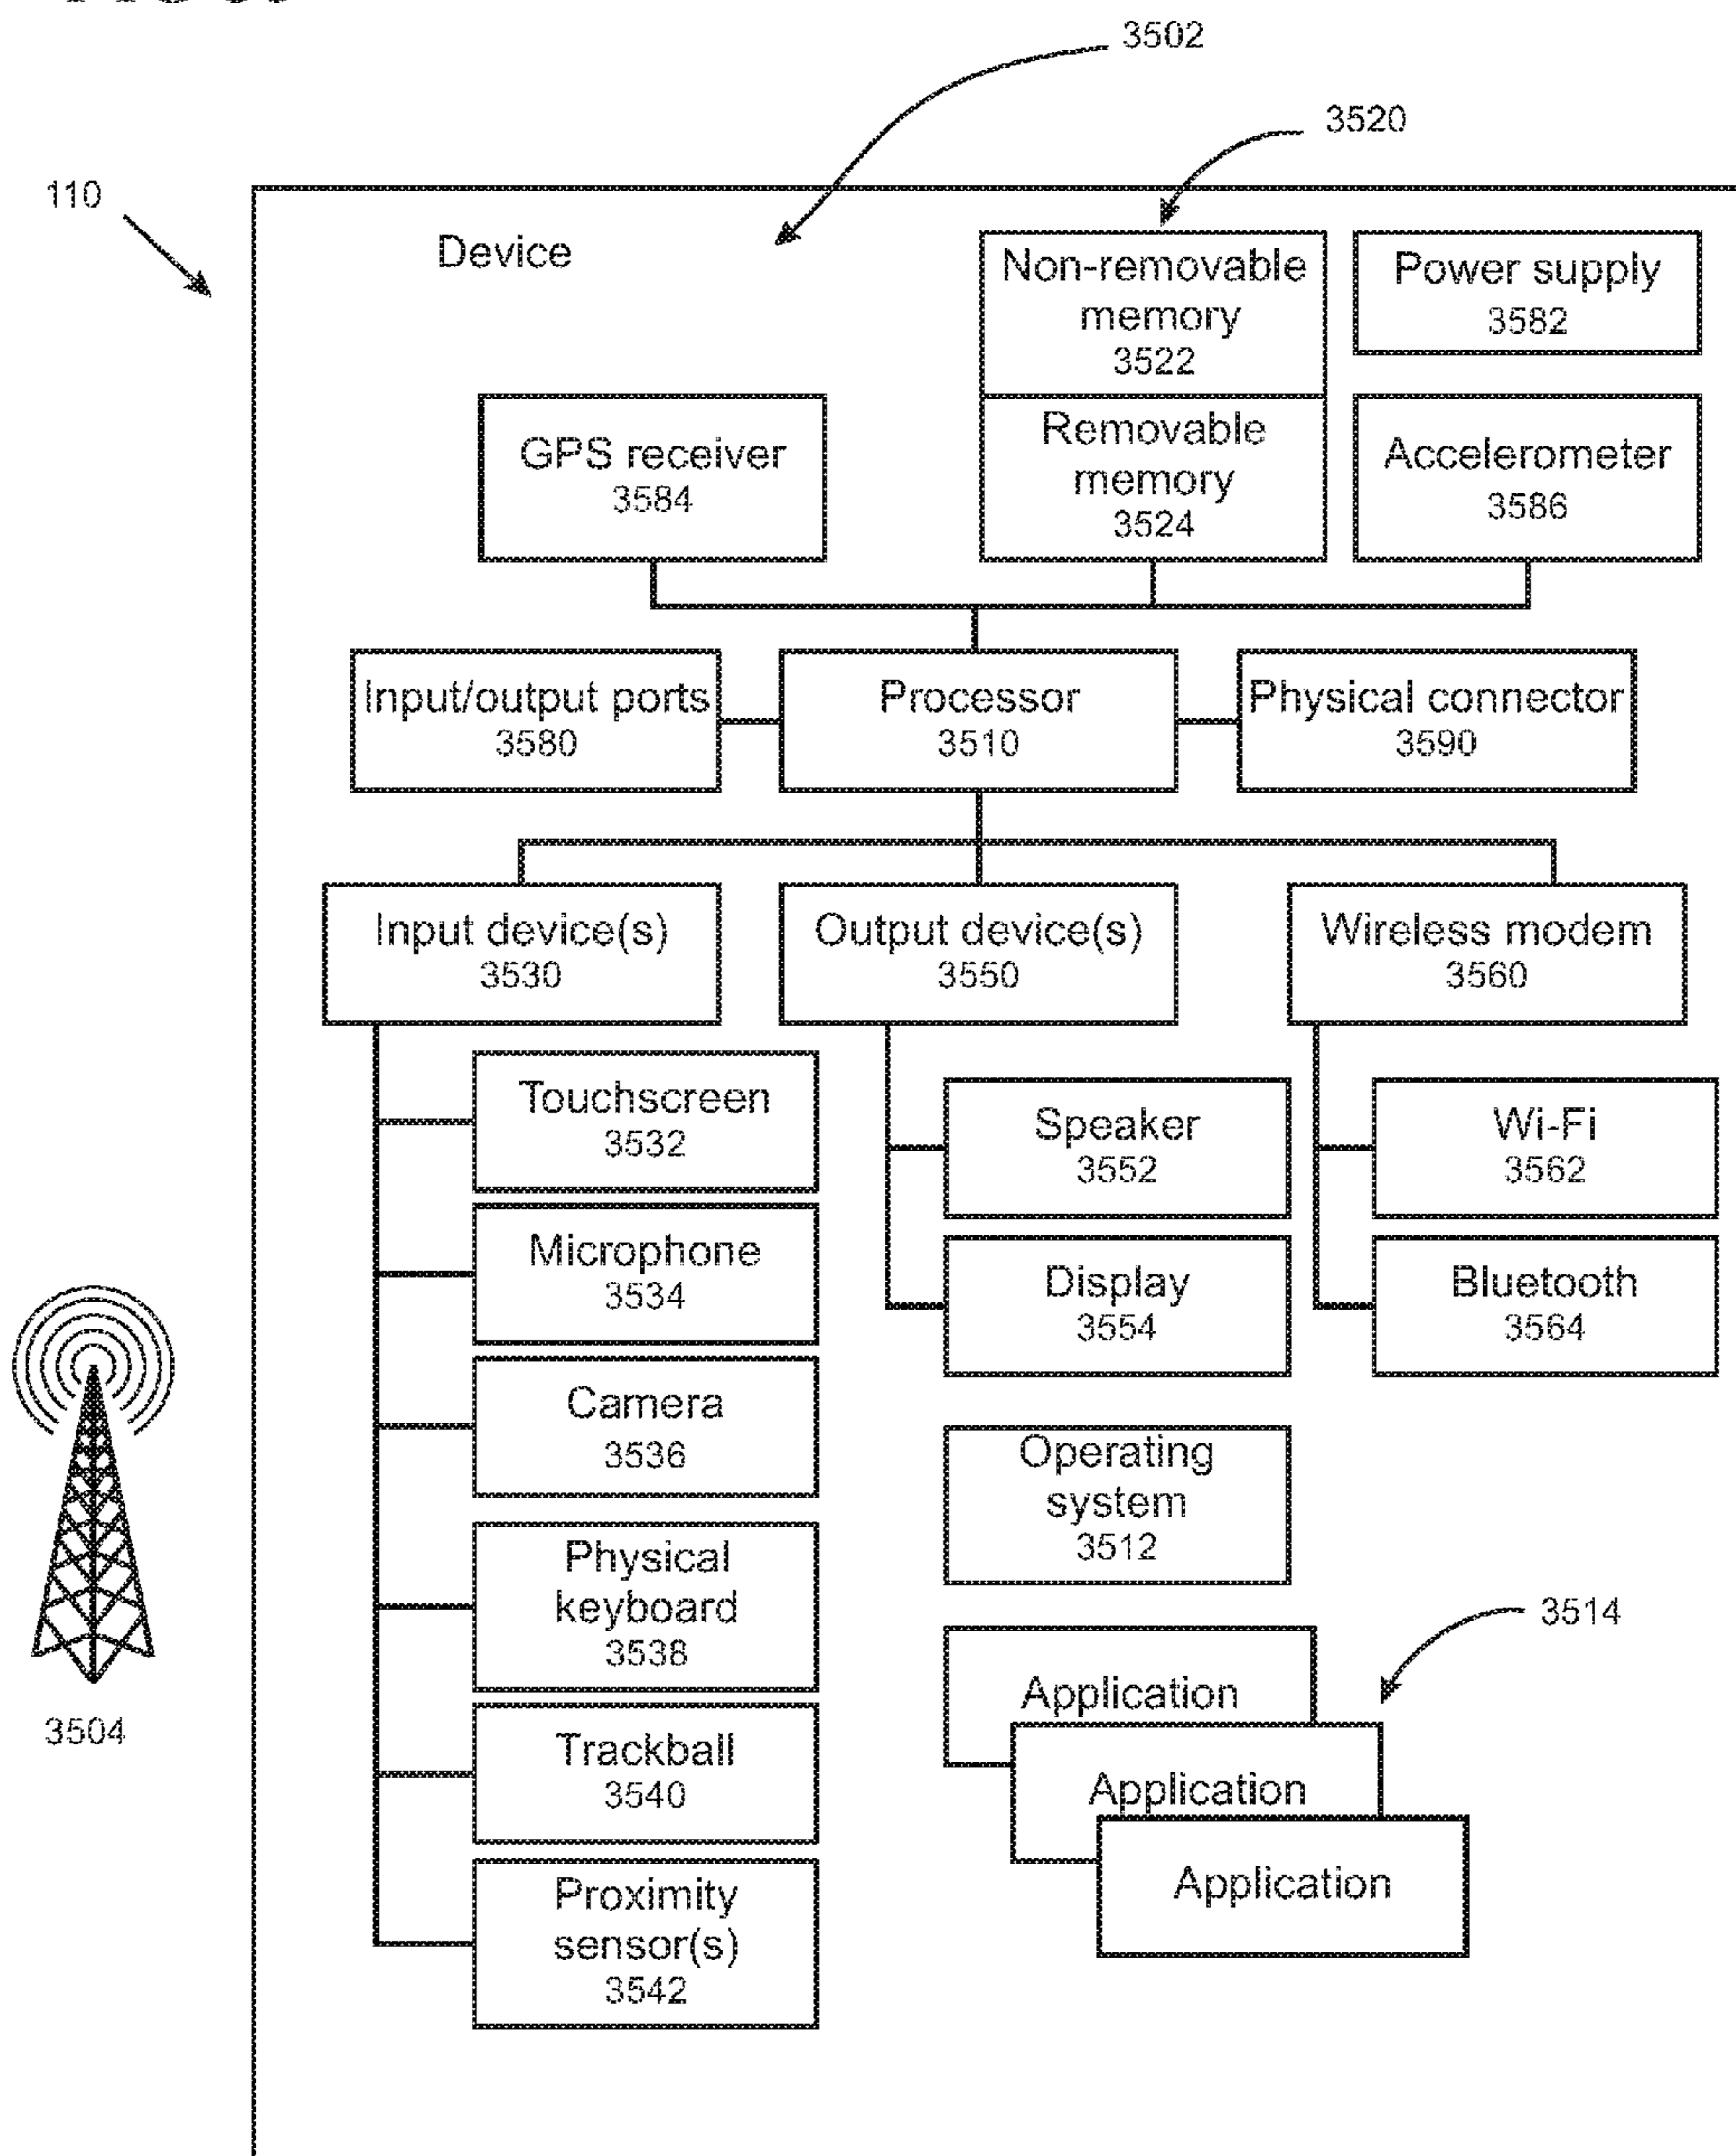 3502
3520
110
Device
Non-removable
memory
3522
Power supply
3582
GPS receiver
3584
Removable
memory
3524
Accelerometer
3586
Input/output ports
3580
Processor
3510
Physical connector
3590
Input device(s)
3530
Output device(s)
3550
Wireless modem
3560
Touchscreen
3532
Speaker
3552
Wi-Fi
3562
Microphone
3534
Display
3554
Bluetooth
3564
Camera
3536
Operating
system
3512
Physical
keyboard
3538
3514
Application
3504
Trackball
3540
Application
Application
Proximity
sensor(s)
3542